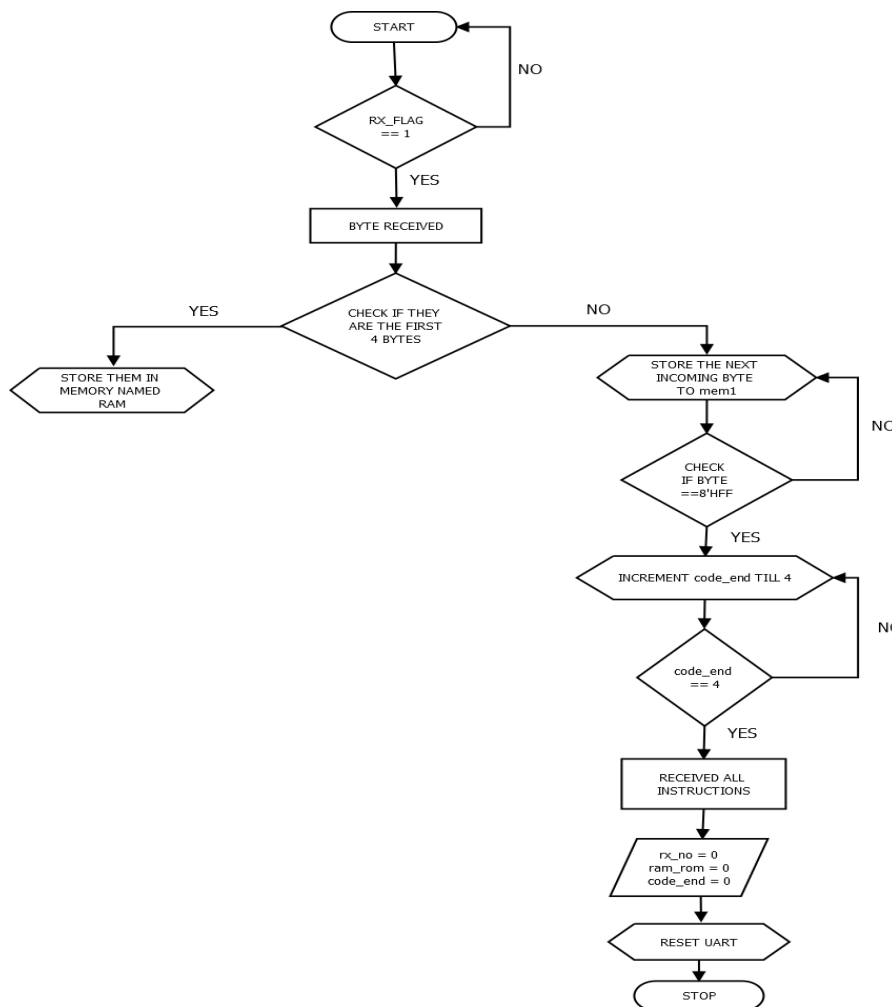 START
NO
RX_FLAG
== 1
YES
BYTE RECEIVED
YES
CHECK IF THEY
ARE THE FIRST
4 BYTES
NO
STORE THEM IN
MEMORY NAMED
RAM
STORE THE NEXT
INCOMING BYTE
TO mem1
NO
CHECK
IF BYTE
==8'HFF
YES
INCREMENT code_end TILL 4
NO
code_end
== 4
YES
RECEIVED ALL
INSTRUCTIONS
rx_no = 0
ram_rom = 0
code_end = 0
RESET UART
STOP